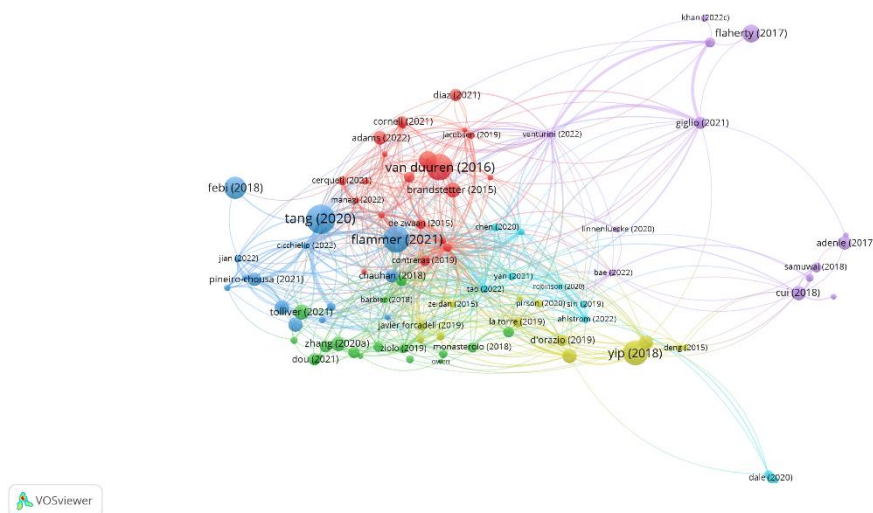 khan (2022c)
flaherty (2017)
diaz (2021)
cornell (2021)
jacobsen (2019)
venturini (2022)
giglio (2021)
adams (2022)
van duuren (2016)
cerqueti (2021)
brandstetter (2015)
febi (2018)
manasi (2022)
tang (2020)
de zwaan (2015)
chen (2020)
linnenluecke (2020)
flammer (2021)
cicchiello (2022)
adenle (2017
jian (2022)
contreras (2019)
samuwai (2018)
pineiro-chousa (2021)
chauhan (2018)
yan (2021)
bae (2022)
tao (2022)
robinson (2020)
cui (2018)
barbier (2018)
zeidan (2015)
pirson (2020)
sin (2019)
tolliver (2021)
javier forcadell (2019)
la torre (2019)
ahlstrom (2022)
zhang (2020a)
ziolo (2019)
monasterolo (2018)
d'orazio (2019)
deng (2015)
yip (2018)
dou (2021)
owen
dale (2020)
VOSviewer